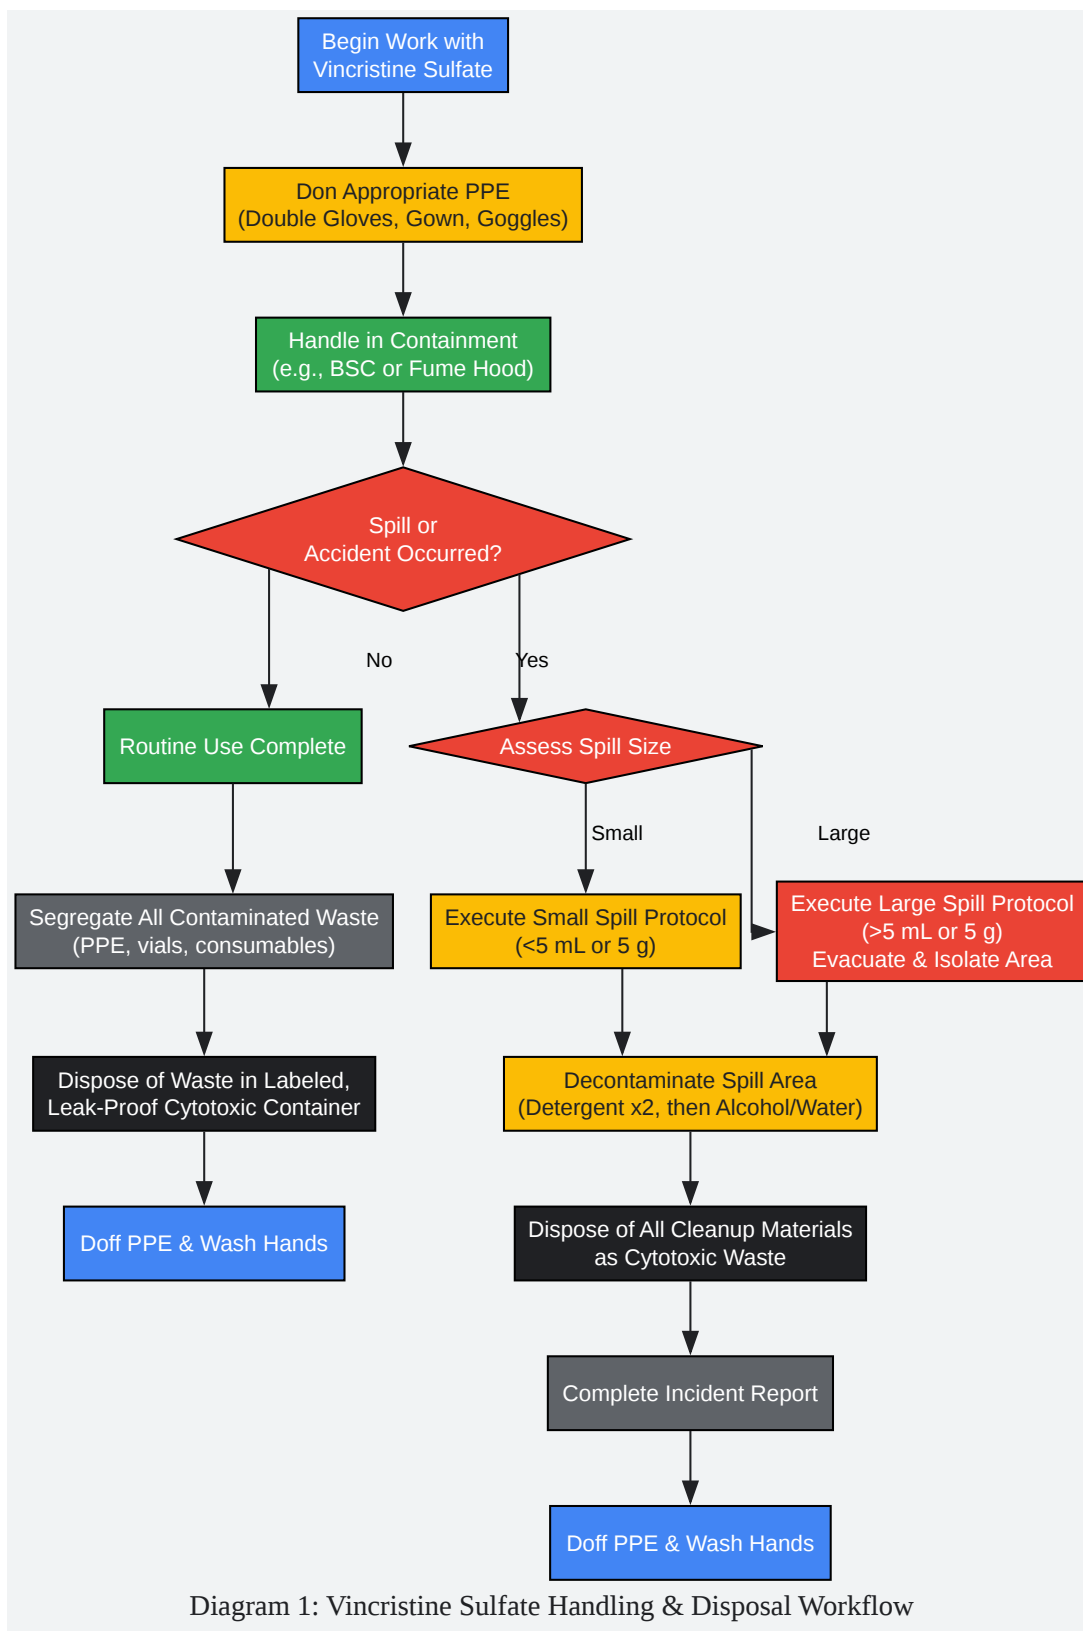 Begin Work with
Vincristine Sulfate
Don Appropriate PPE
(Double Gloves, Gown, Goggles)
Handle in Containment
(e.g., BSC or Fume Hood)
Spill or
Accident Occurred?
No
Yes
Routine Use Complete
Assess Spill Size
Small
Large
Segregate All Contaminated Waste
(PPE, vials, consumables)
Execute Small Spill Protocol
(<5 mL or 5 g)
Execute Large Spill Protocol
(>5 mL or 5 g)
Evacuate & Isolate Area
Dispose of Waste in Labeled,
Leak-Proof Cytotoxic Container
Decontaminate Spill Area
(Detergent x2, then Alcohol/Water)
Doff PPE & Wash Hands
Dispose of All Cleanup Materials
as Cytotoxic Waste
Complete Incident Report
Doff PPE & Wash Hands
Diagram 1: Vincristine Sulfate Handling & Disposal Workflow